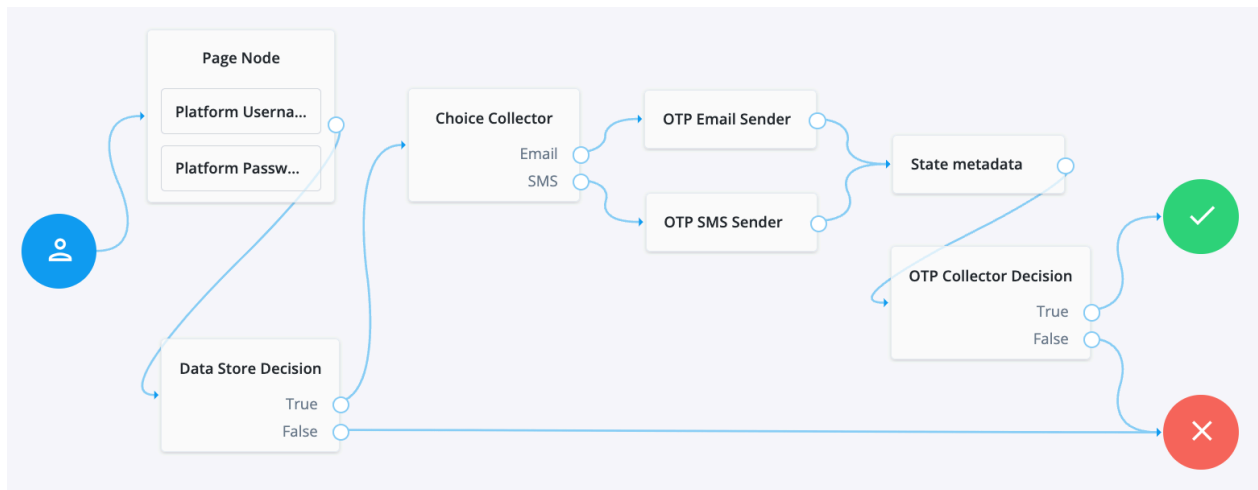 Page Node
Platform Userna...
Platform Passw...
Data Store Decision
True
False
Choice Collector
Email
SMS
OTP Email Sender
OTP SMS Sender
State metadata
OTP Collector Decision
True
False